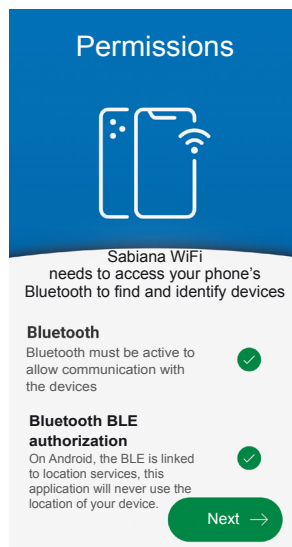 Permissions
Sabiana WiFi
needs to access your phone's
Bluetooth to find and identify devices
Bluetooth
Bluetooth must be active to
allow communication with
the devices
Bluetooth BLE
authorization
On Android, the BLE is linked
to location services, this
application will never use the
location of your device.
Next →